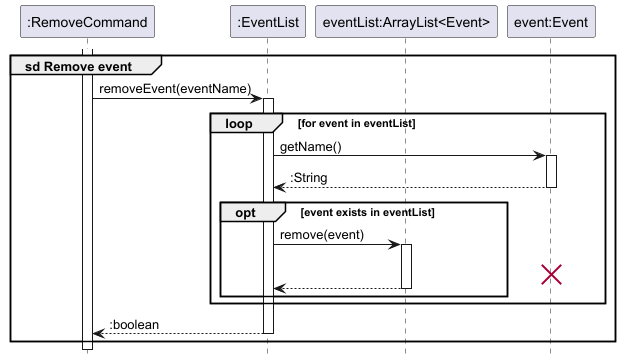 :RemoveCommand
:EventList
eventList:ArrayList<Event>
event:Event
sd Remove event
removeEvent(eventName)
loop
[for event in eventList]
getName()
:String
opt
[event exists in eventList]
remove(event)
:boolean